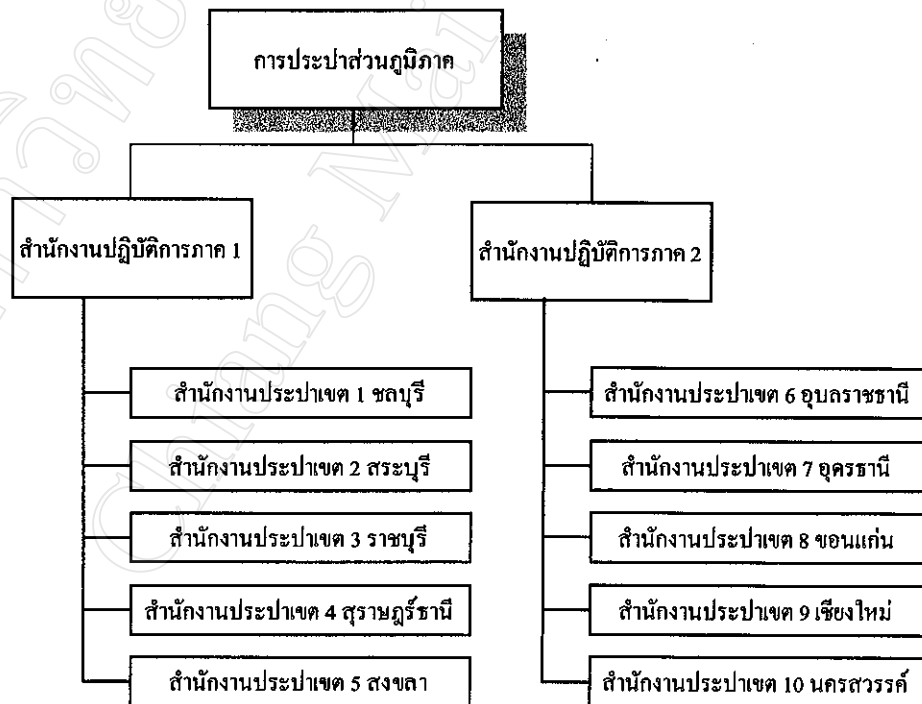 การประปาส่วนภูมิภาค
สำนักงานปฏิบัติการภาค 1
สำนักงานประปาเขต 1 ชลบุรี
สำนักงานประปาเขต 2 สระบุรี
สำนักงานประปาเขต 3 ราชบุรี
สำนักงานประปาเขต 4 สุราษฎร์ธานี
สำนักงานประปาเขต 5 สงขลา
สำนักงานปฏิบัติการภาค 2
สำนักงานประปาเขต 6 อุบลราชธานี
สำนักงานประปาเขต 7 อุดรธานี
สำนักงานประปาเขต 8 ขอนแก่น
สำนักงานประปาเขต 9 เชียงใหม่
สำนักงานประปาเขต 10 นครสวรรค์
Chiang Mai